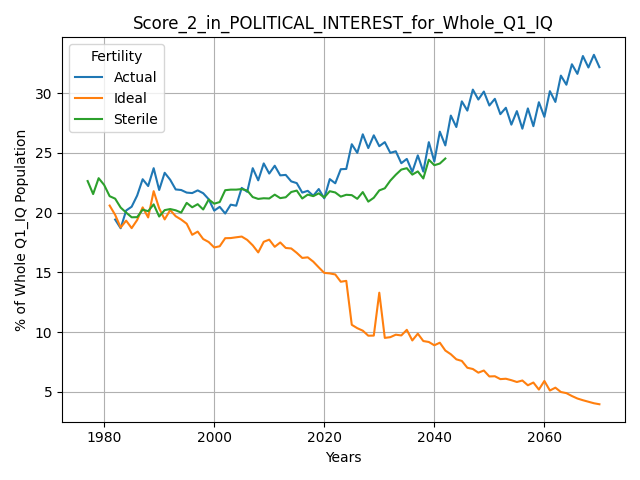 Score_2_in_POLITICAL_INTEREST_for_Whole_Q1_IQ
Fertility
Actual
Ideal
Sterile
% of Whole Q1_IQ Population
30
25
20
15
10
5
1980
2000
2020
2040
2060
Years